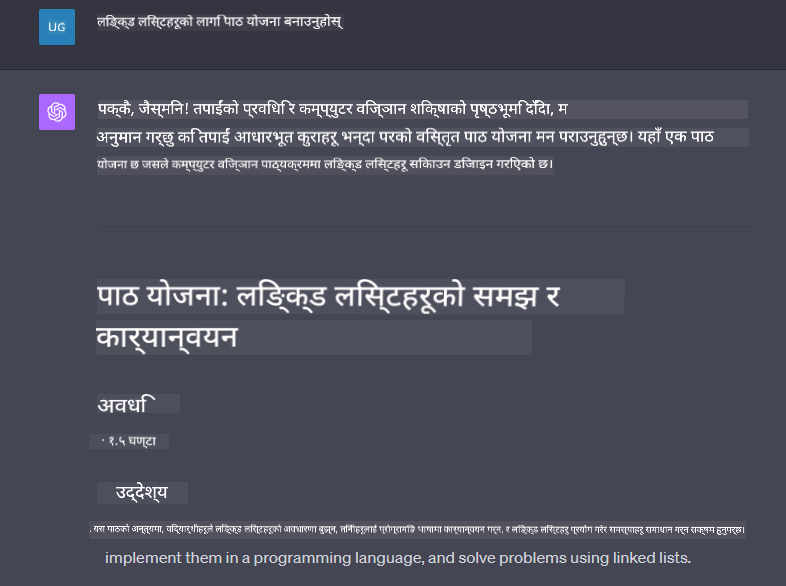 UG
लिङ्क्ड लिस्टहरूको लागि पाठ योजना बनाउनुहोस्
पक्कै, जैस्मिन! तपाईंको प्रविधि र कम्प्युटर विज्ञान शिक्षाको पृष्ठभूमि दिँदा, म
अनुमान गर्छु कि तपाईं आधारभूत कुराहरू भन्दा परको विस्तृत पाठ योजना मन पराउनुहुन्छ। यहाँ एक पाठ
योजना छ जसले कम्प्युटर विज्ञान पाठ्यक्रममा लिङ्क्ड लिस्टहरू सिकाउन डिजाइन गरिएको छ।
पाठ योजना: लिङ्क्ड लिस्टहरूको समझ र
कार्यान्वयन
अवधि
· १.५ घण्टा
उद्देश्य
. यस पाठको अन्त्यमा, विद्यार्थीहरूले लिङ्क्ड लिस्टहरूको अवधारणा बुझ्न, तिनीहरूलाई प्रोग्रामिङ भाषामा कार्यान्वयन गर्न, र लिङ्क्ड लिस्टहरू प्रयोग गरेर समस्याहरू समाधान गर्न सक्षम हुनुपर्छ।
implement them in a programming language, and solve problems using linked lists.